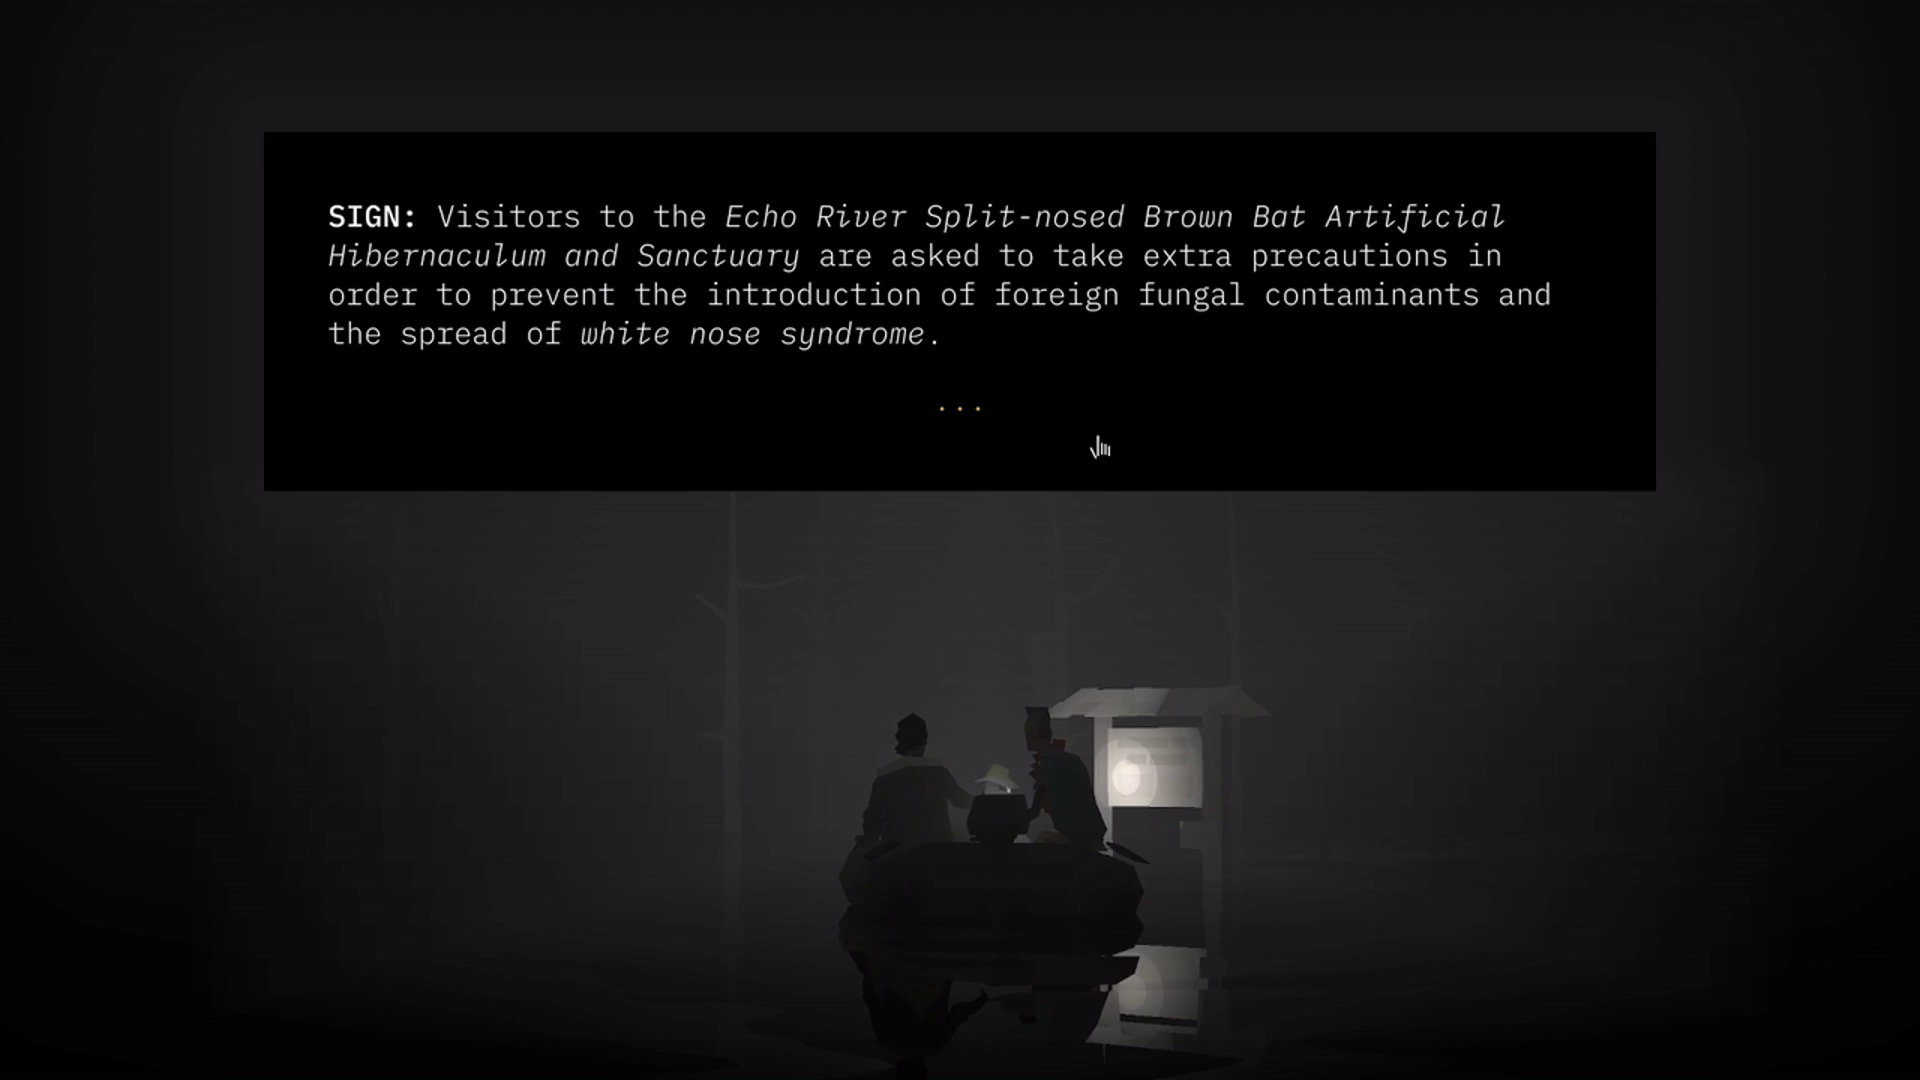 SIGN: Visitors to the Echo River Split-nosed Brown Bat Artificial
Hibernaculum and Sanctuary are asked to take extra precautions in
order to prevent the introduction of foreign fungal contaminants and
the spread of white nose syndrome.
...